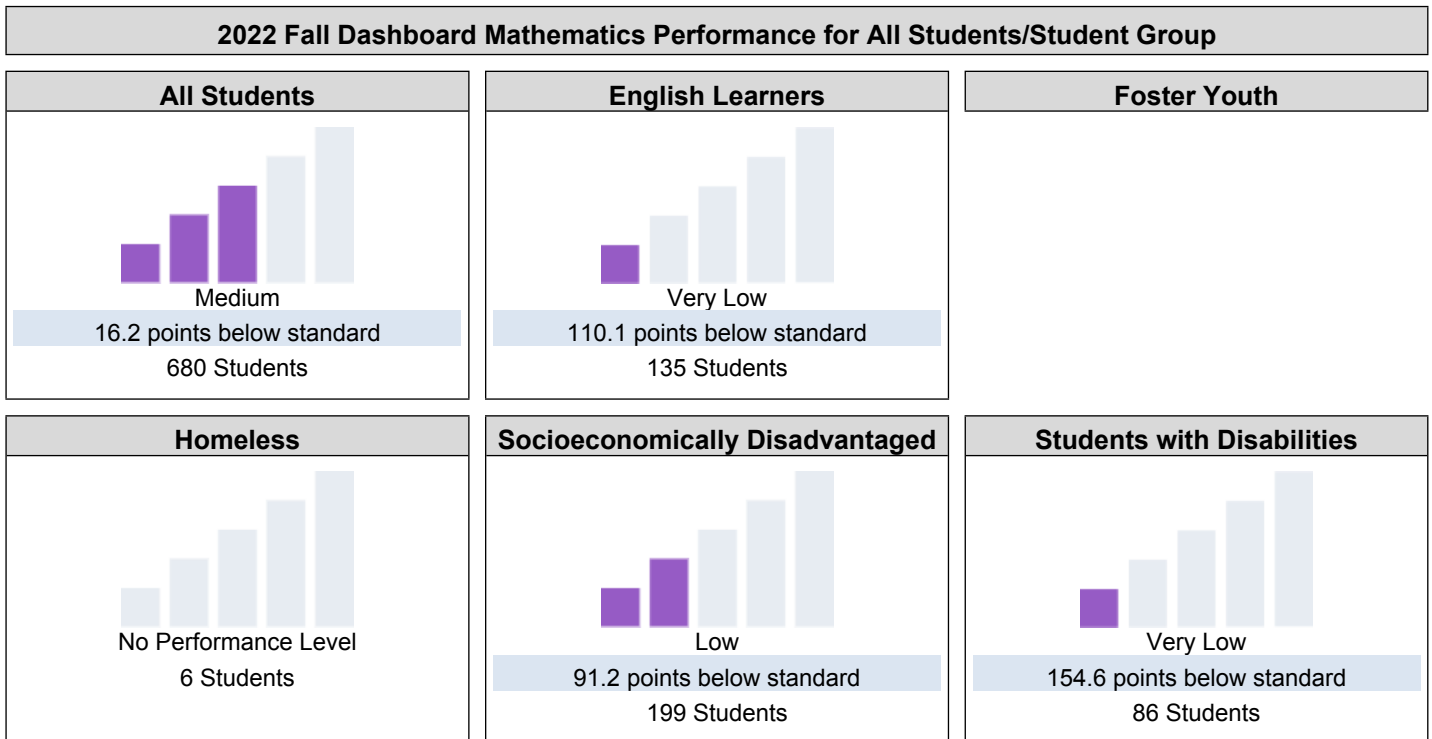 2022 Fall Dashboard Mathematics Performance for All Students/Student Group
All Students
Medium
16.2 points below standard
680 Students
English Learners
Very Low
110.1 points below standard
135 Students
Foster Youth
Homeless
No Performance Level
6 Students
Socioeconomically Disadvantaged
Low
91.2 points below standard
199 Students
Students with Disabilities
Very Low
154.6 points below standard
86 Students